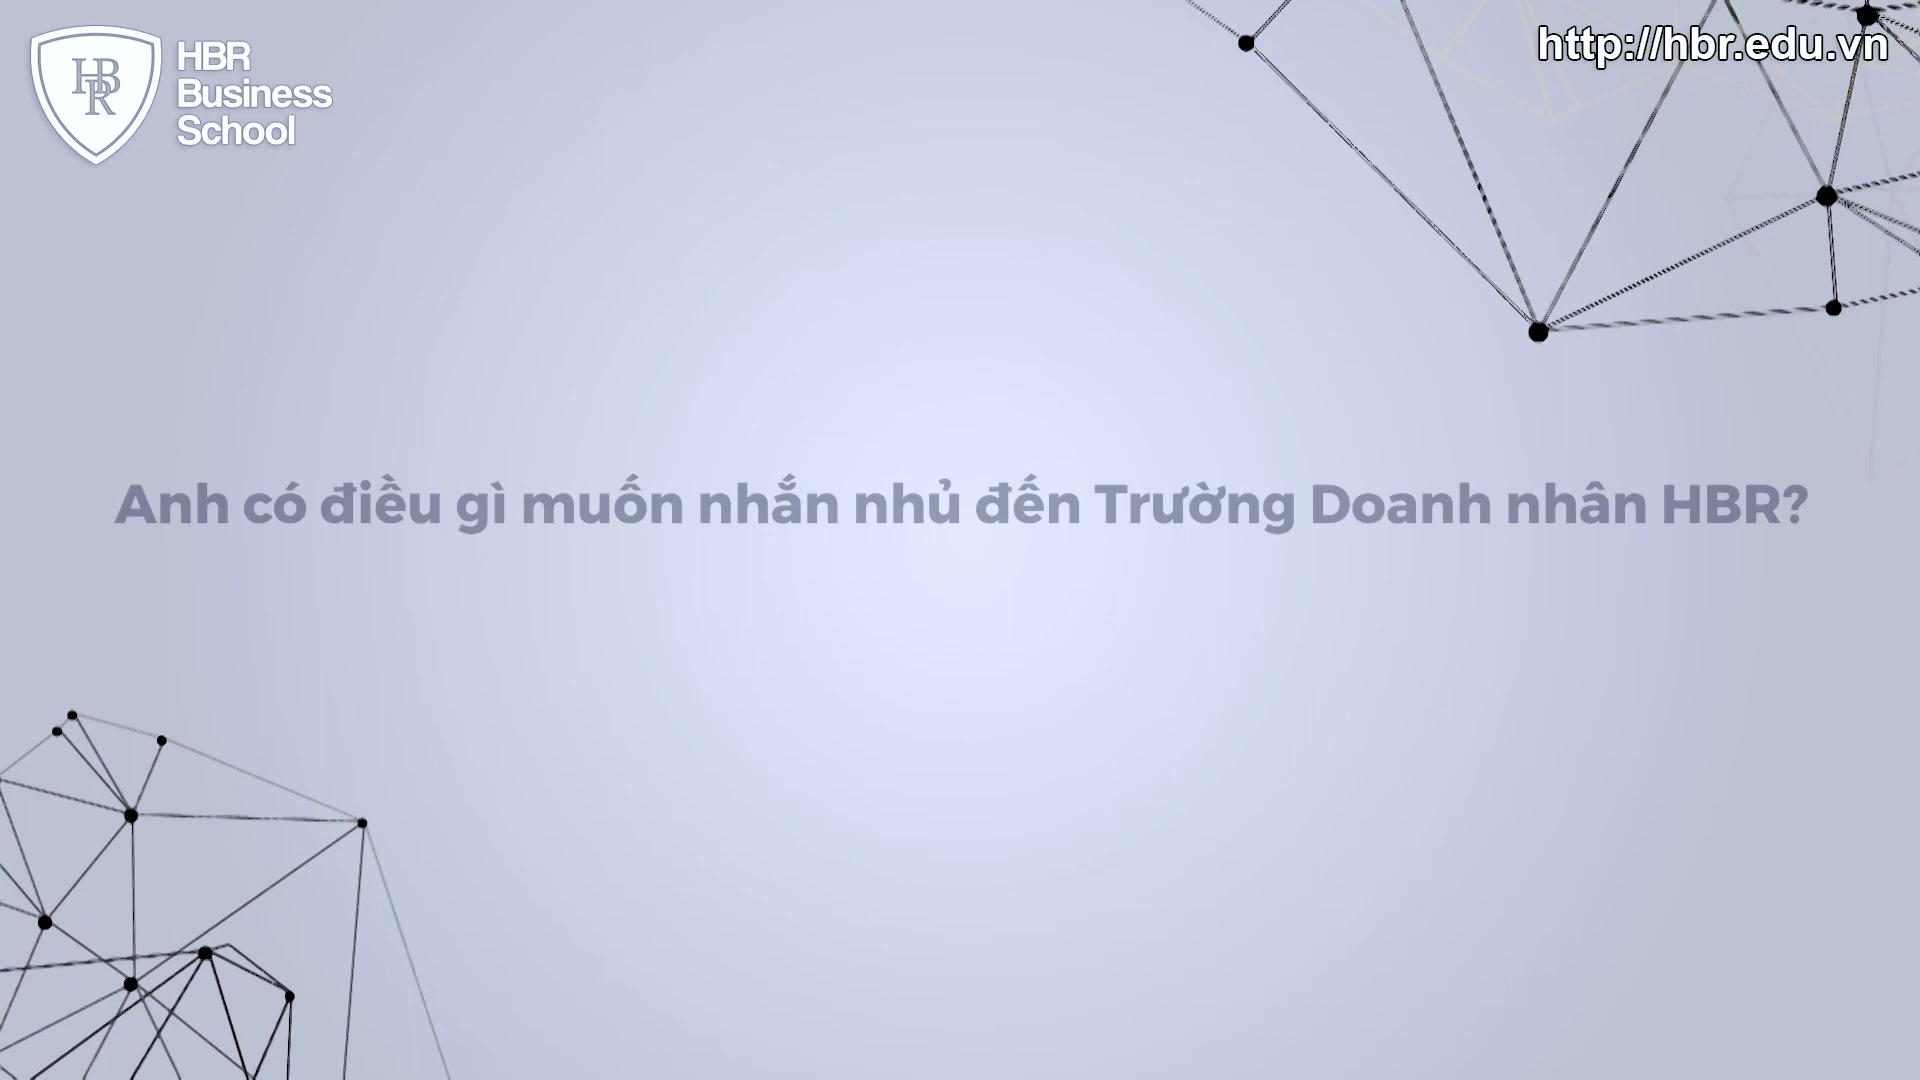 HBR
Business
School
HBR
http://hbr.edu.vn
Anh có điều gì muốn nhắn nhủ đến Trường Doanh nhân HBR?